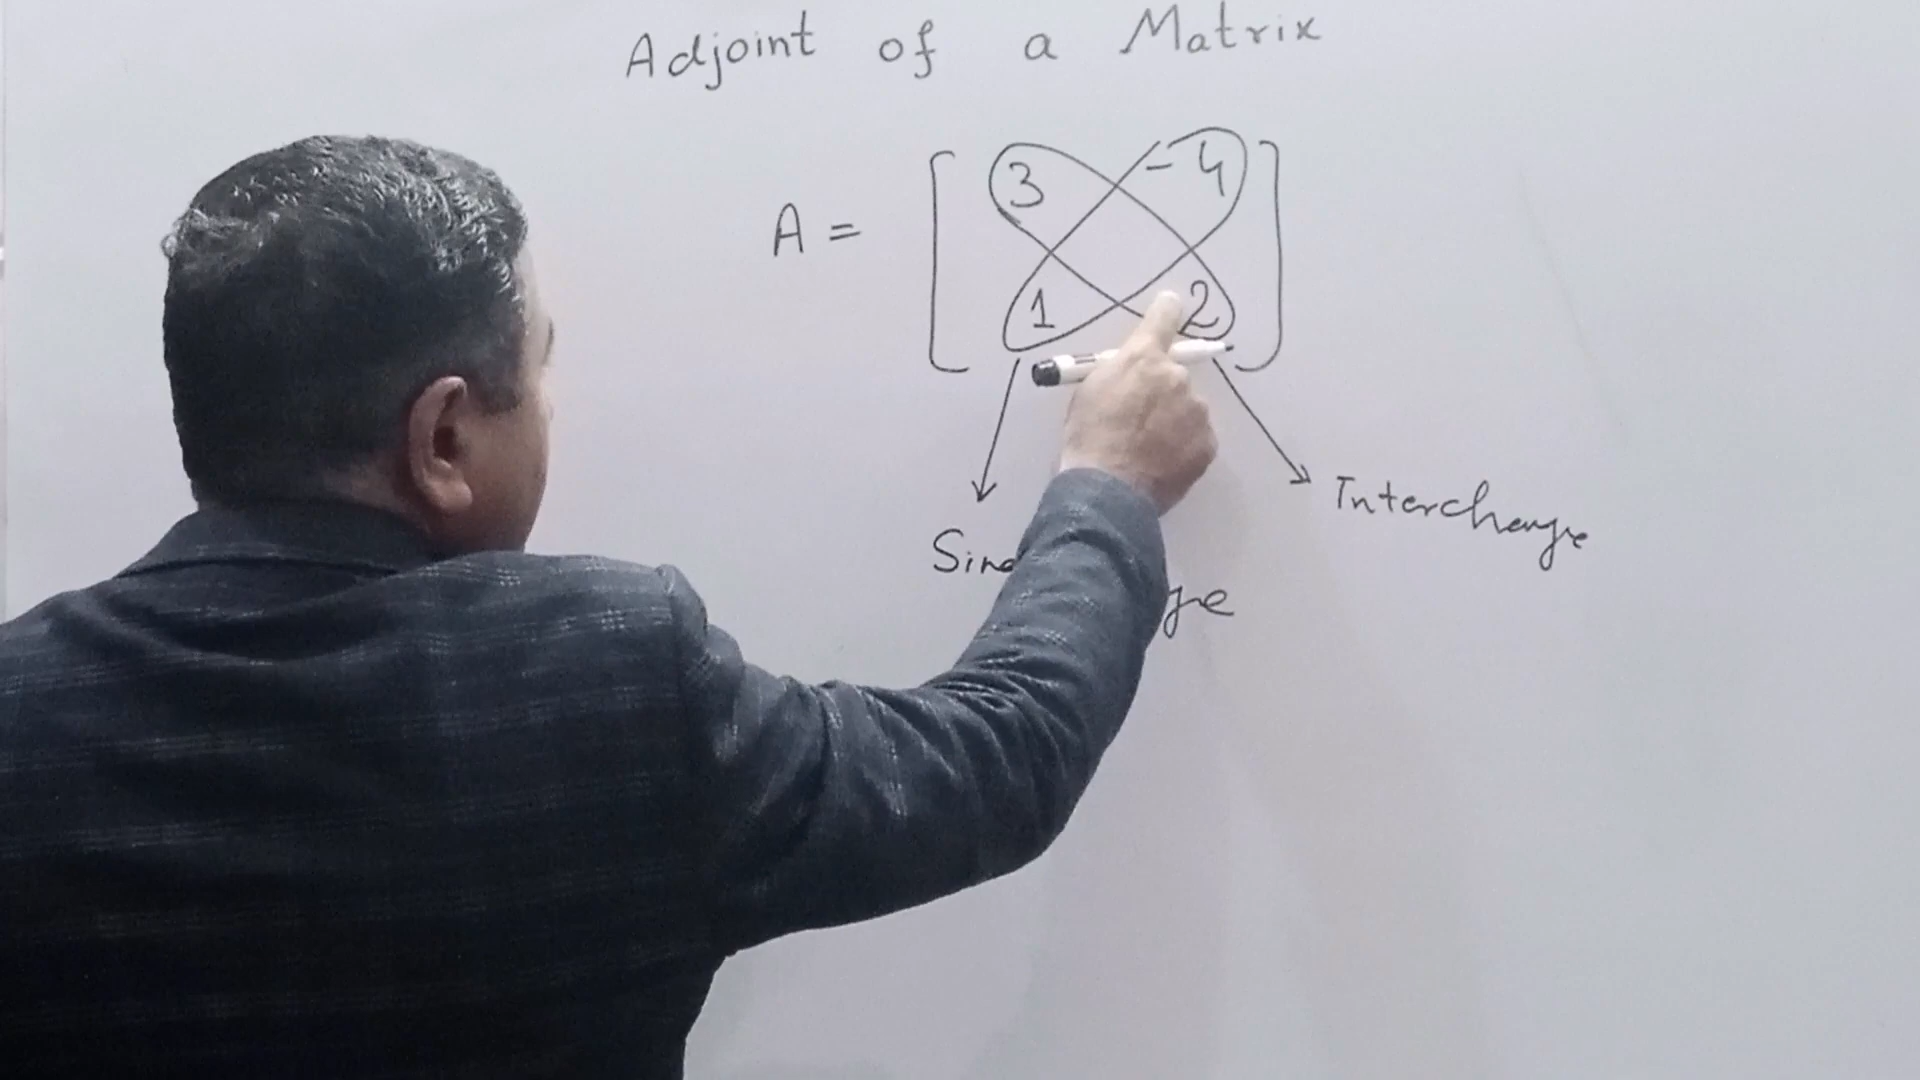 Adjoint of a Matrix
A = [ 3 -4
1 2 ]
Interchange